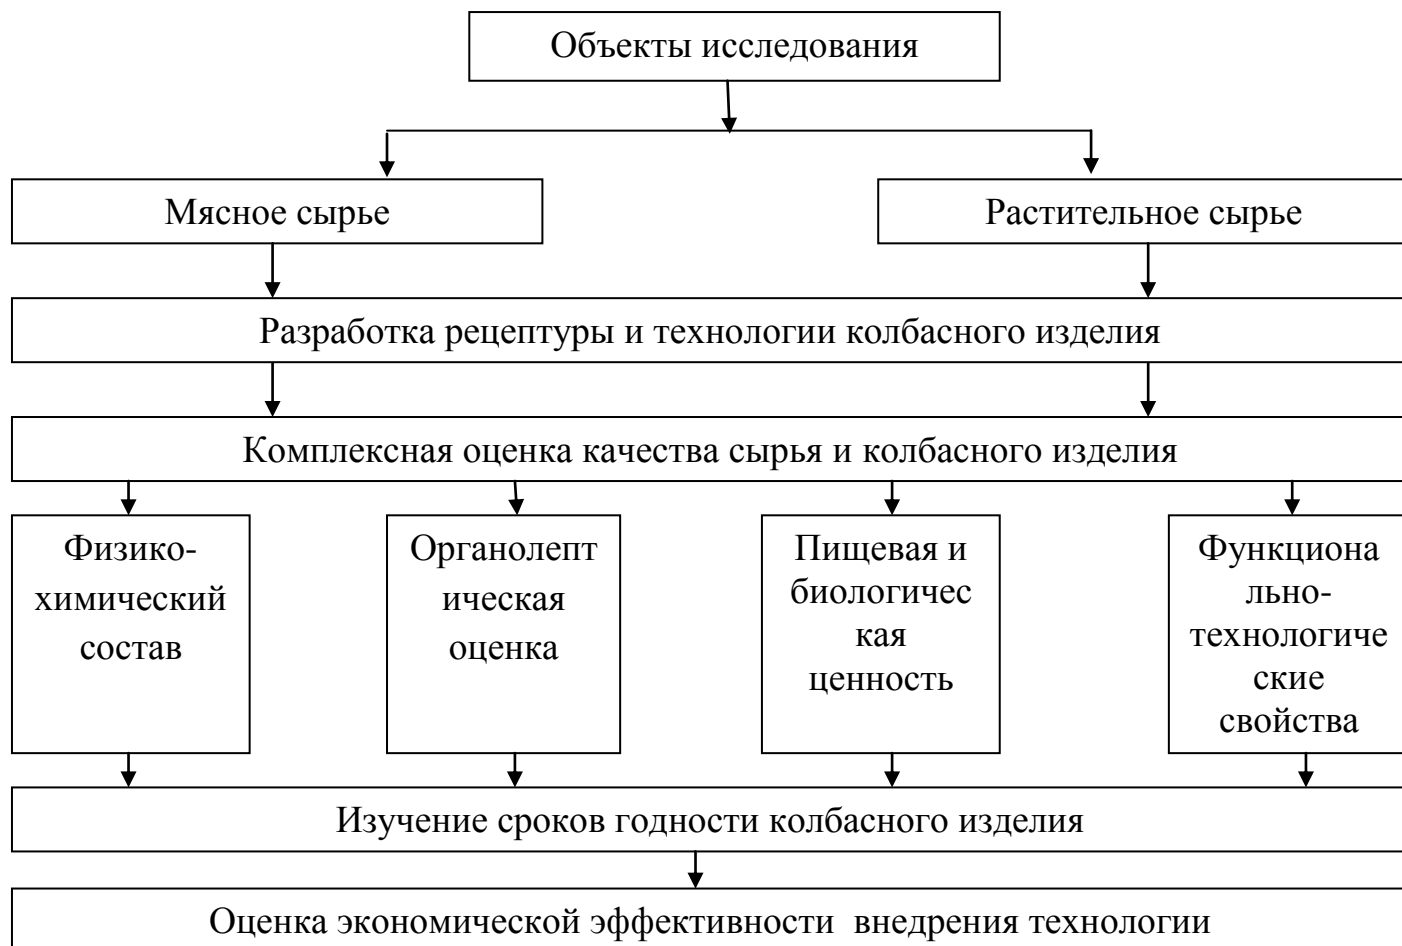 Объекты исследования
Мясное сырье
Растительное сырье
Разработка рецептуры и технологии колбасного изделия
Комплексная оценка качества сырья и колбасного изделия
Физико-
химический
состав
Органолепт
ическая
оценка
Пищевая и
биологичес
кая
ценность
Функциона
льно-
технологиче
ские
свойства
Изучение сроков годности колбасного изделия
Оценка экономической эффективности  внедрения технологии